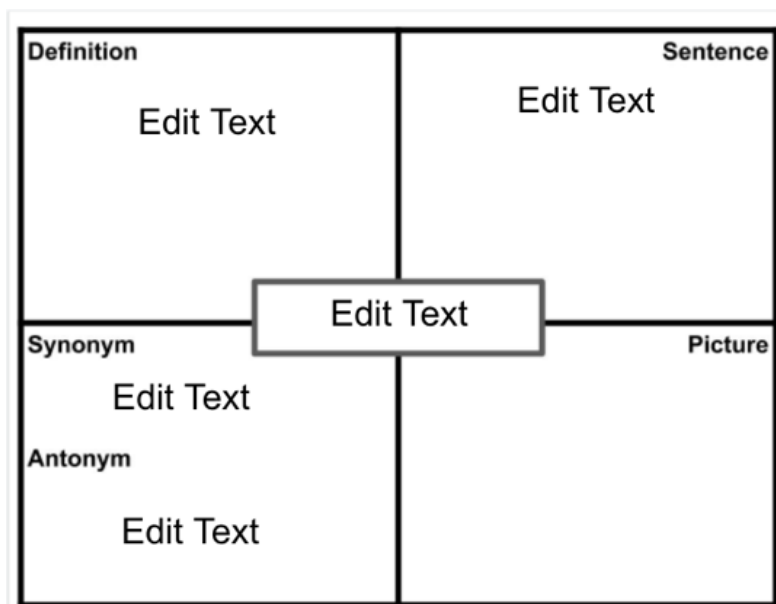 Definition
Edit Text
Sentence
Edit Text
Edit Text
Synonym
Edit Text
Antonym
Edit Text
Picture